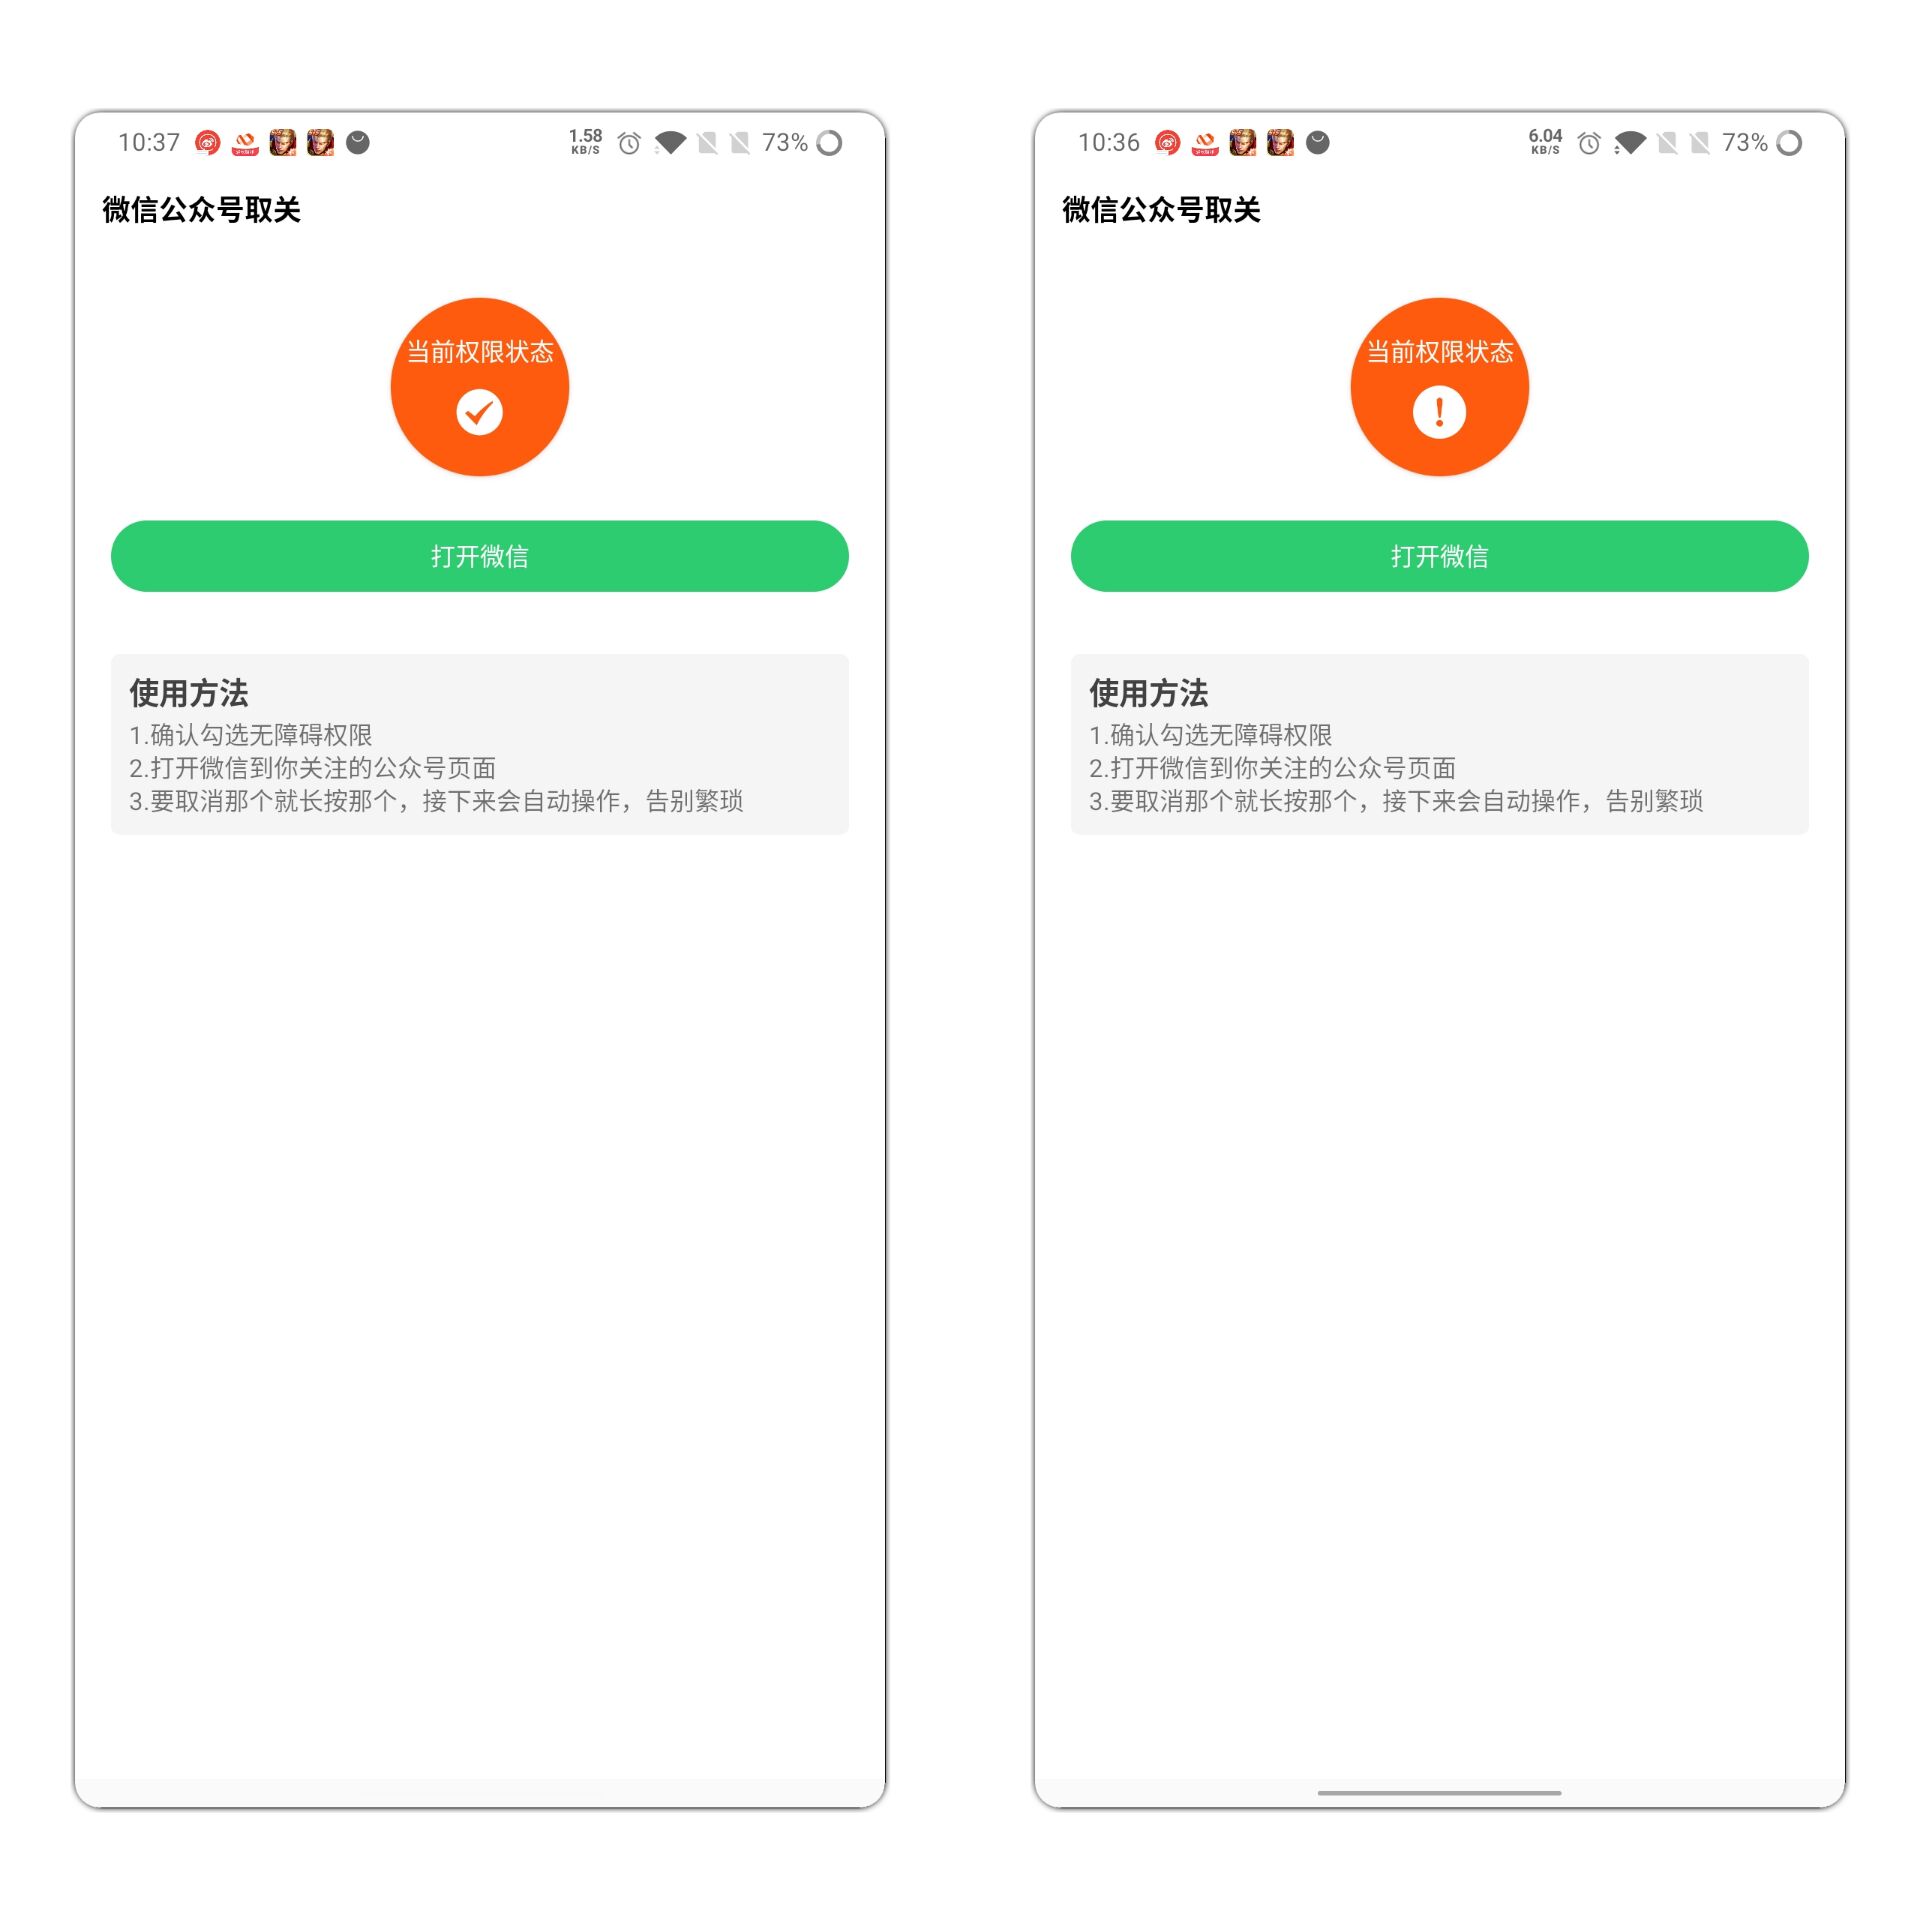 10:37
1.58
KB/S
73%
微信公众号取关
当前权限状态
打开微信
使用方法
1.确认勾选无障碍权限
2.打开微信到你关注的公众号页面
3.要取消那个就长按那个，接下来会自动操作，告别繁琐
10:36
6.04
KB/S
73%
微信公众号取关
当前权限状态
打开微信
使用方法
1.确认勾选无障碍权限
2.打开微信到你关注的公众号页面
3.要取消那个就长按那个，接下来会自动操作，告别繁琐